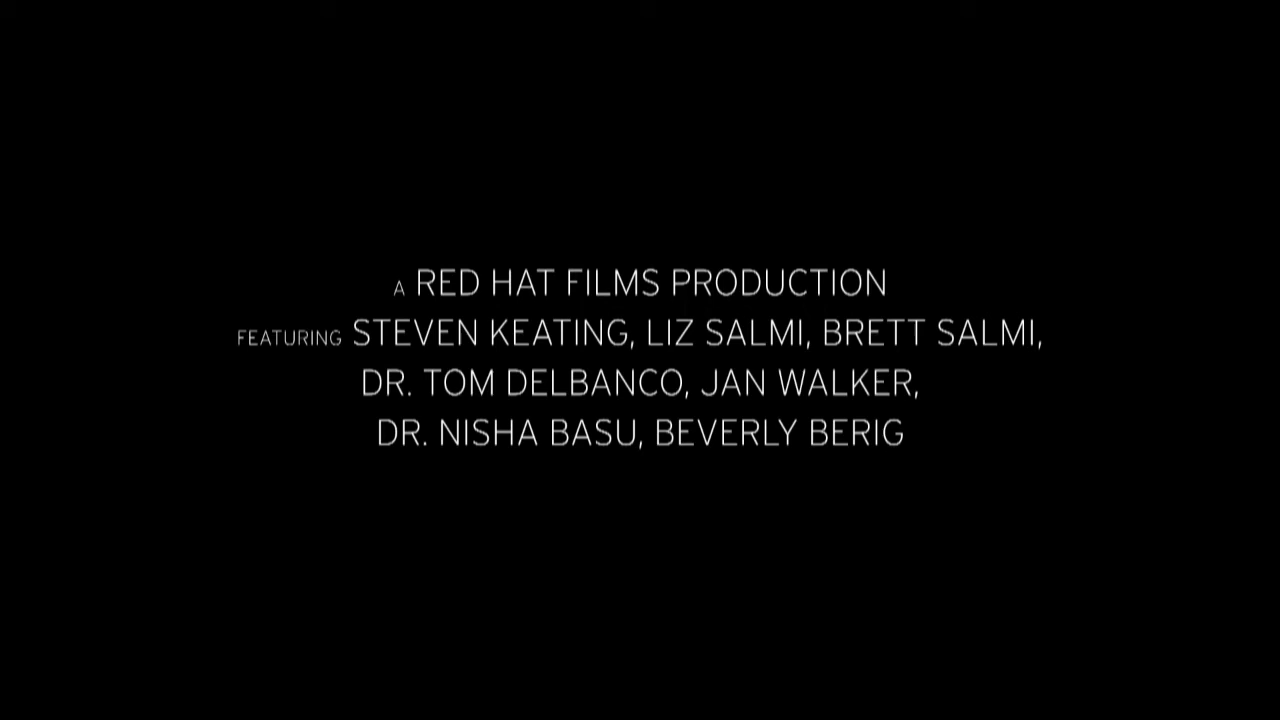 A RED HAT FILMS PRODUCTION
FEATURING STEVEN KEATING, LIZ SALMI, BRETT SALMI,
DR. TOM DELBANCO, JAN WALKER,
DR. NISHA BASU, BEVERLY BERIG